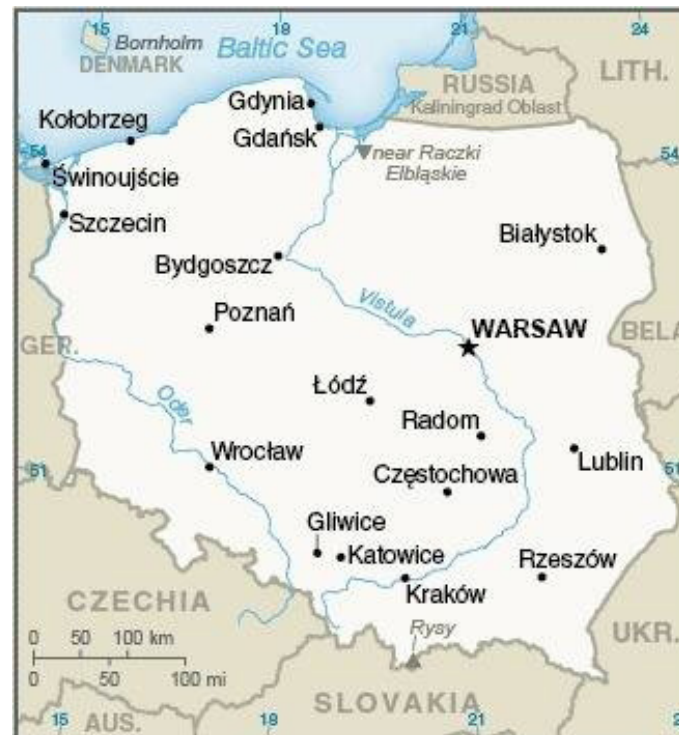 15
18
21
24
Bornholm
DENMARK
Baltic Sea
LITH.
RUSSIA
Kaliningrad Oblast
Gdynia
Kołobrzeg
Gdańsk
54
54
near Raczki
Elbląskie
Świnoujście
Szczecin
Białystok
Bydgoszcz
Vistula
Poznań
WARSAW
BELA
GER.
Łódź
Oder
Radom
Wrocław
Lublin
51
51
Częstochowa
Gliwice
Katowice
Rzeszów
Kraków
CZECHIA
UKR.
Rysy
0 50 100 km
0 50 100 mi
SLOVAKIA
15
18
21
AUS.